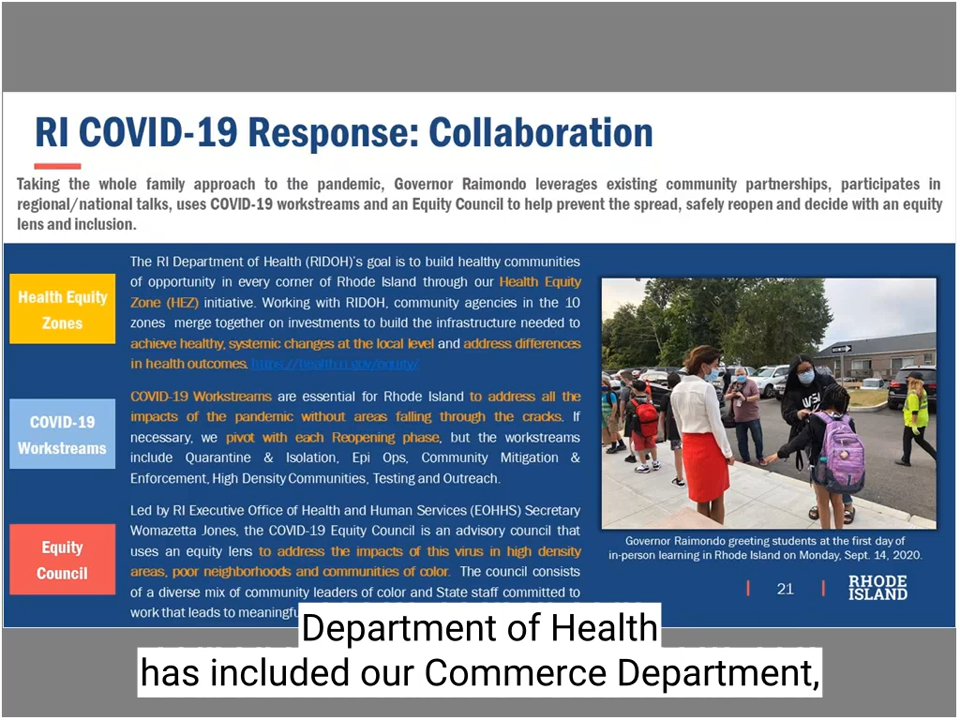 RI COVID-19 Response: Collaboration
Taking the whole family approach to the pandemic, Governor Raimondo leverages existing community partnerships, participates in
regional/national talks, uses COVID-19 workstreams and an Equity Council to help prevent the spread, safely reopen and decide with an equity
lens and inclusion.
Health Equity
Zones
The RI Department of Health (RIDOH)'s goal is to build healthy communities
of opportunity in every corner of Rhode Island through our Health Equity
Zone (HEZ) initiative. Working with RIDOH, community agencies in the 10
zones merge together on investments to build the infrastructure needed to
achieve healthy, systemic changes at the local level and address differences
in health outcomes. https://health.ri.gov/equity/
COVID-19
Workstreams
COVID-19 Workstreams are essential for Rhode Island to address all the
impacts of the pandemic without areas falling through the cracks. If
necessary, we pivot with each Reopening phase, but the workstreams
include Quarantine & Isolation, Epi Ops, Community Mitigation &
Enforcement, High Density Communities, Testing and Outreach.
Equity
Council
Led by RI Executive Office of Health and Human Services (EOHHS) Secretary
Womazetta Jones, the COVID-19 Equity Council is an advisory council that
uses an equity lens to address the impacts of this virus in high density
areas, poor neighborhoods and communities of color. The council consists
of a diverse mix of community leaders of color and State staff committed to
work that leads to meaningfu
Governor Raimondo greeting students at the first day of
in-person learning in Rhode Island on Monday, Sept. 14, 2020.
21
RHODE
ISLAND
Department of Health
has included our Commerce Department,